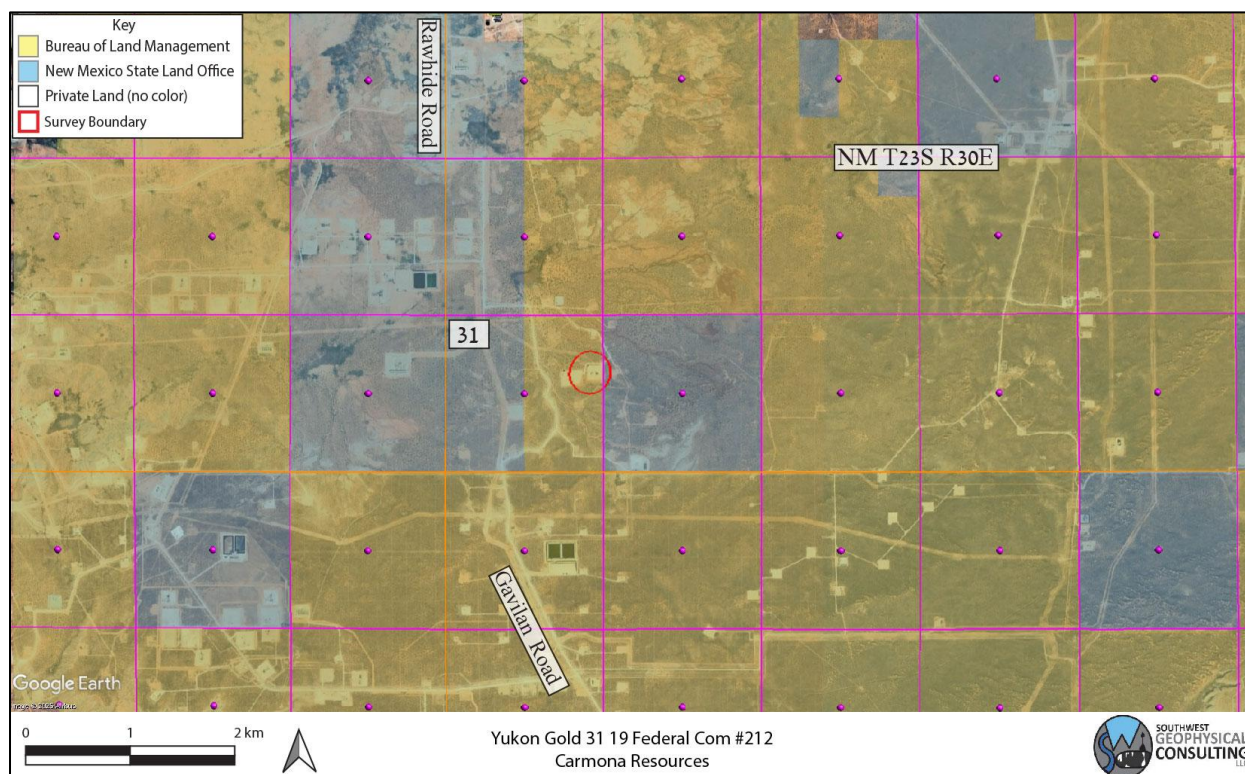 Key
Bureau of Land Management
New Mexico State Land Office
Private Land (no color)
Survey Boundary
Rawhide Road
NM T23S R30E
31
Gavilan Road
Google Earth
0 1 2 km
Yukon Gold 31 19 Federal Com #212
Carmona Resources
SOUTHWEST
GEOPHYSICAL
CONSULTING
LLC